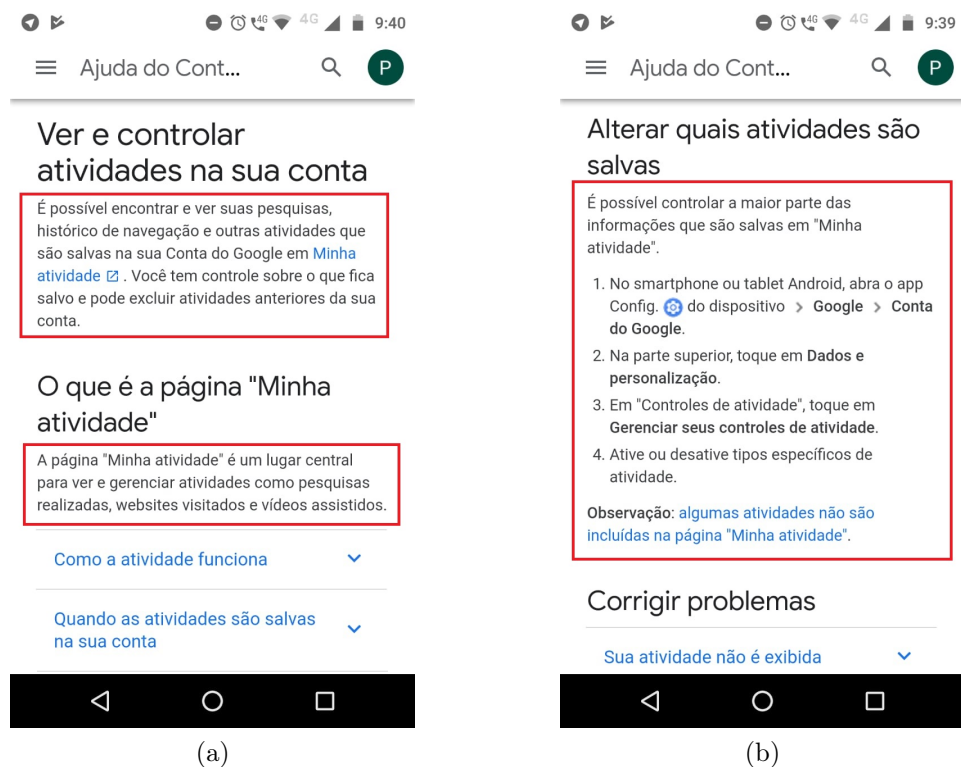 4G 4G 9:40
Ajuda do Cont...
P
Ver e controlar
atividades na sua conta
É possível encontrar e ver suas pesquisas,
histórico de navegação e outras atividades que
são salvas na sua Conta do Google em Minha
atividade . Você tem controle sobre o que fica
salvo e pode excluir atividades anteriores da sua
conta.
O que é a página "Minha
atividade"
A página "Minha atividade" é um lugar central
para ver e gerenciar atividades como pesquisas
realizadas, websites visitados e vídeos assistidos.
Como a atividade funciona
Quando as atividades são salvas
na sua conta
(a)
4G 4G 9:39
Ajuda do Cont...
P
Alterar quais atividades são
salvas
É possível controlar a maior parte das
informações que são salvas em "Minha
atividade".
1. No smartphone ou tablet Android, abra o app
Config. do dispositivo > Google > Conta
do Google.
2. Na parte superior, toque em Dados e
personalização.
3. Em "Controles de atividade", toque em
Gerenciar seus controles de atividade.
4. Ative ou desative tipos específicos de
atividade.
Observação: algumas atividades não são
incluídas na página "Minha atividade".
Corrigir problemas
Sua atividade não é exibida
(b)